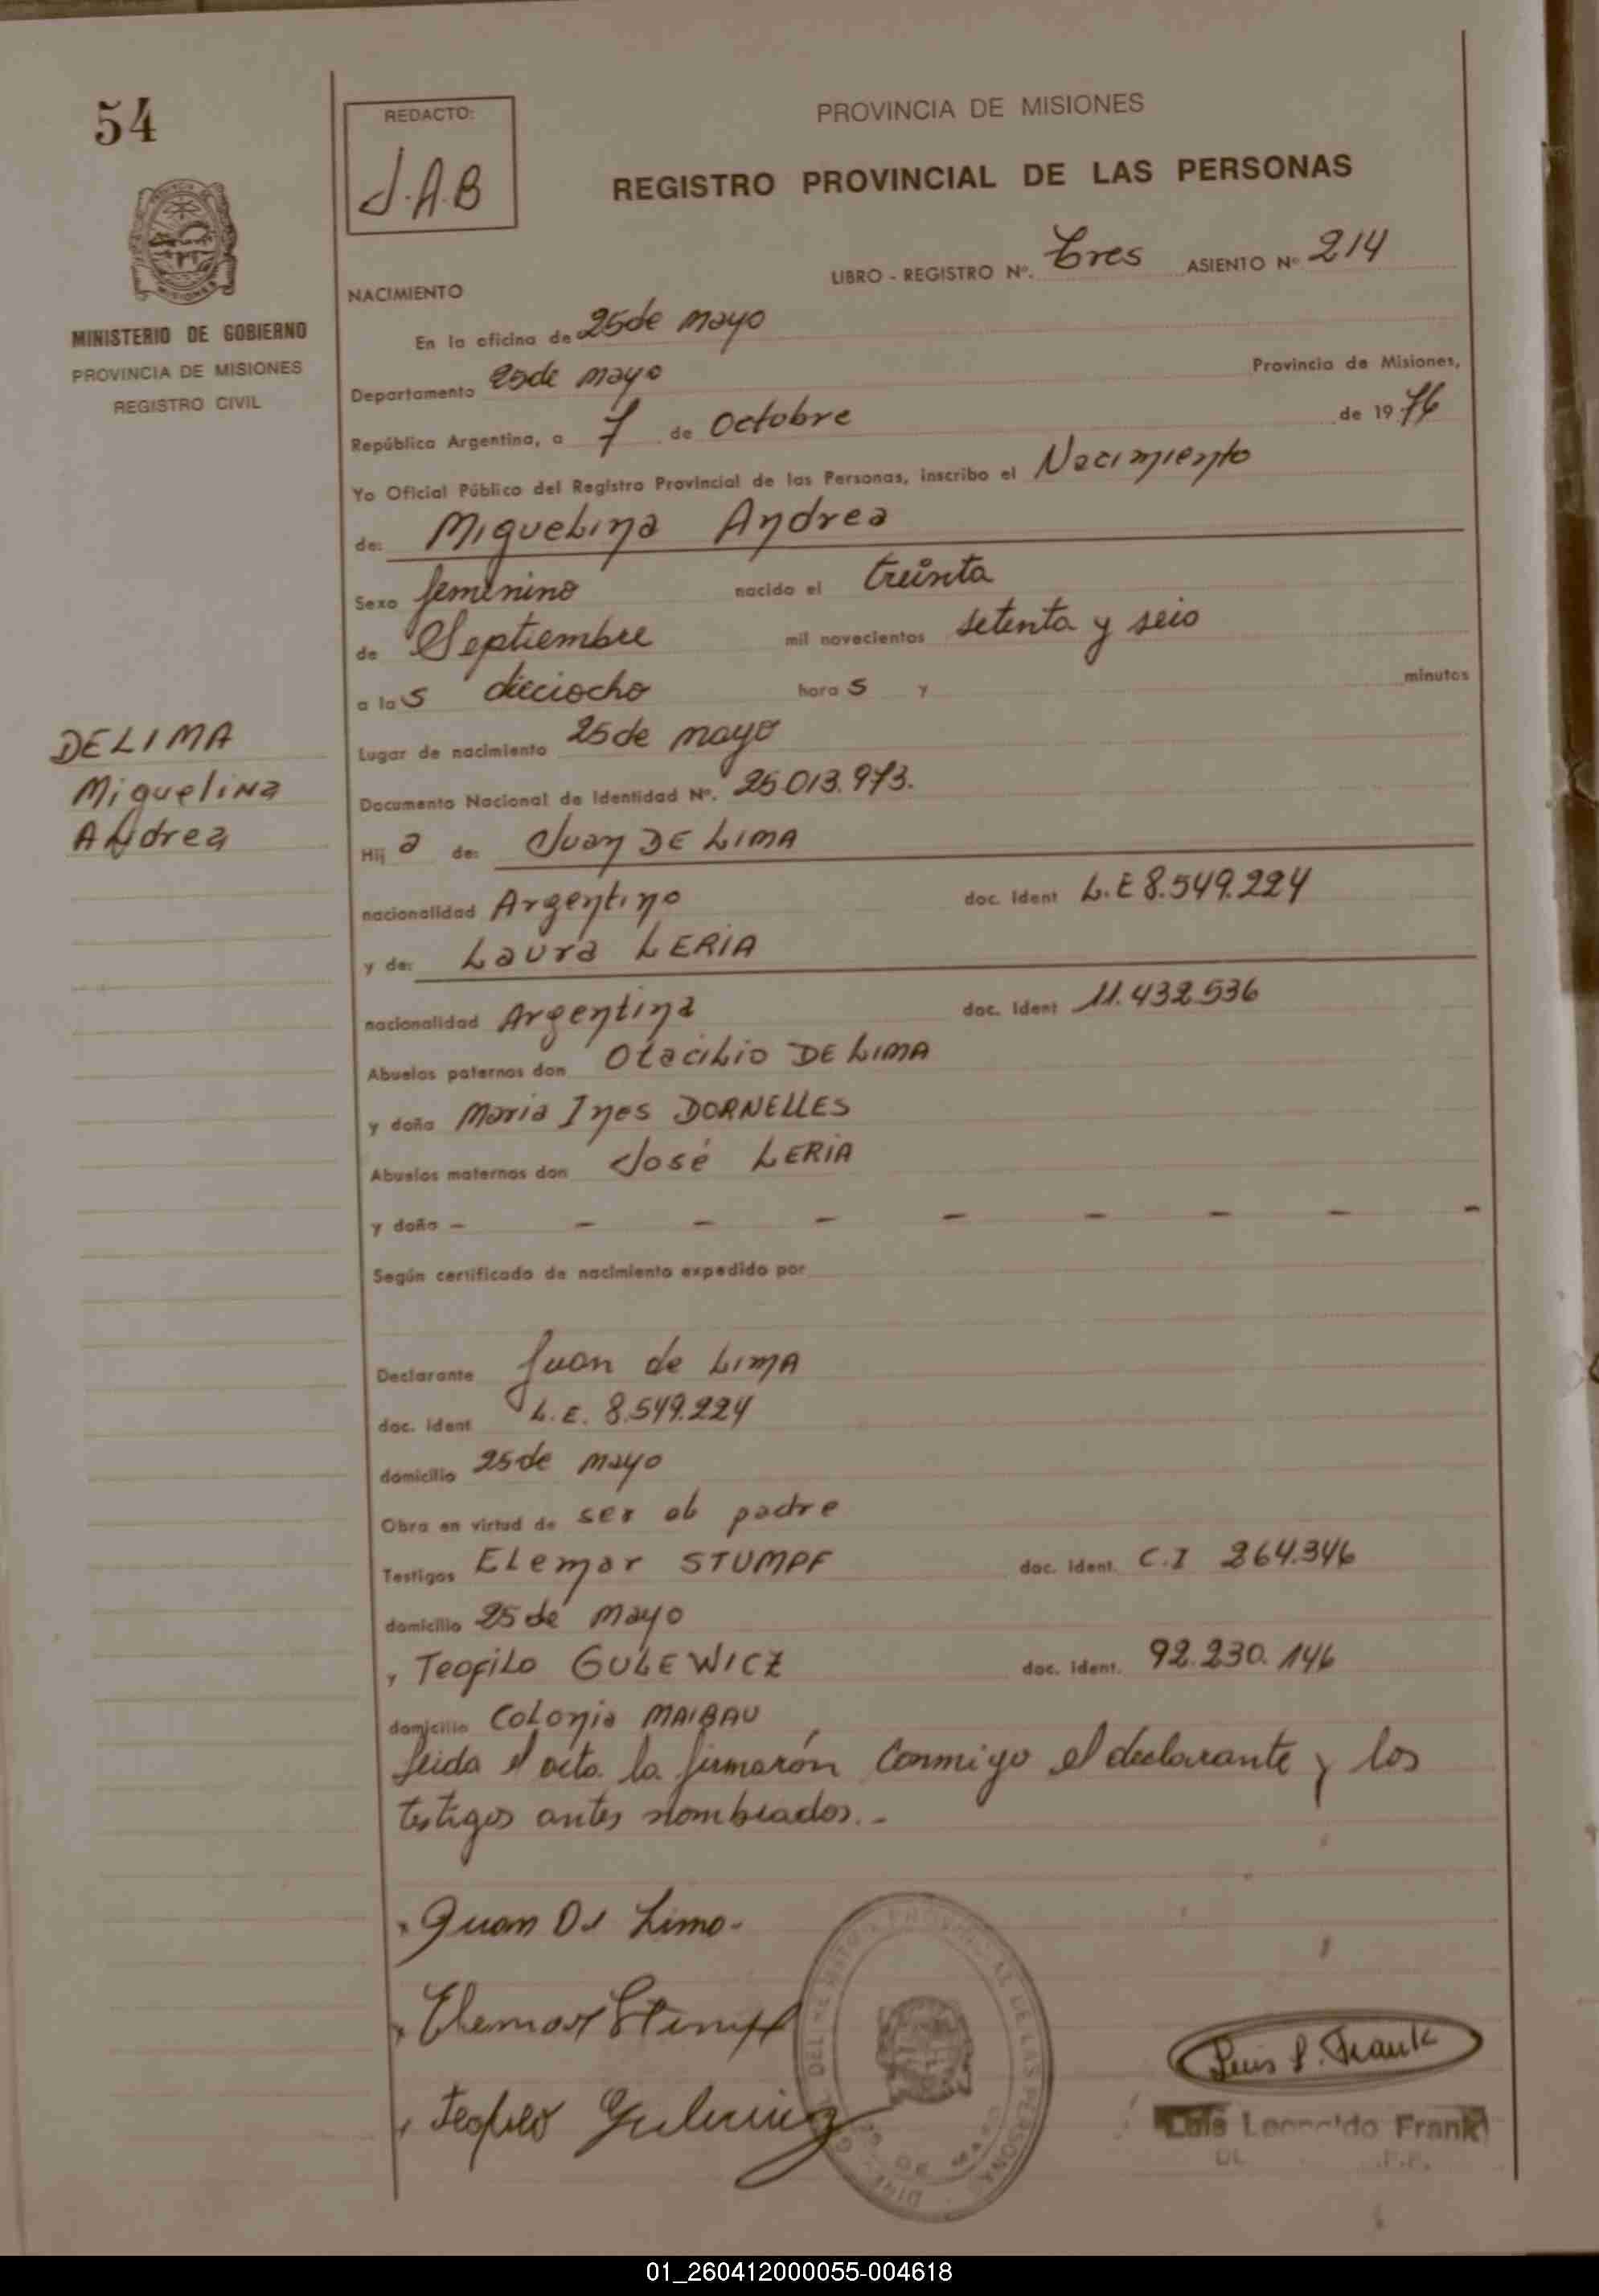 54
MINISTERIO DE GOBIERNO
PROVINCIA DE MISIONES
REGISTRO CIVIL
DE LIMA
Miguelina
Andrea
REDACTO:
J.A.B
PROVINCIA DE MISIONES
REGISTRO PROVINCIAL DE LAS PERSONAS
LIBRO - REGISTRO Nº. Tres ASIENTO Nº 214
NACIMIENTO
En la oficina de 25 de mayo
Departamento 25 de mayo Provincia de Misiones,
República Argentina, a 7 de Octobre de 1976
Yo Oficial Público del Registro Provincial de las Personas, inscribo el Nacimiento
de: Miguelina Andrea
Sexo femenino nacido el treinta
de Septiembre mil novecientos setenta y seis
a las dieciocho horas y minutos
Lugar de nacimiento 25 de mayo
Documento Nacional de Identidad Nº. 25.013.973.
Hija de: Juan DE LIMA
nacionalidad Argentino doc. Ident L.E 8.549.224
y de: Laura LERIA
nacionalidad Argentina doc. Ident 11.432.536
Abuelos paternos don Otacilio DE LIMA
y doña Maria Ines DORNELLES
Abuelos maternos don José LERIA
y doña - - - - - - - - -
Según certificado de nacimiento expedido por
Declarante Juan de LIMA
doc. ident L.E. 8.549.224
domicilio 25 de mayo
Obra en virtud de ser el padre
Testigos ELemar STUMPF doc. Ident. C.I 264.346
domicilio 25 de mayo
, Teofilo GULEWICZ doc. ident. 92.230.146
domicilio Colonia MAIBAU
leida el acta la firmarón conmigo el declarante y los
testigos antes nombrados.-
Juan De Lima-
Elemar Stumpf
Teofilo Gulewicz
Luis L. Frank
Luis Leopoldo Frank
01_260412000055-004618